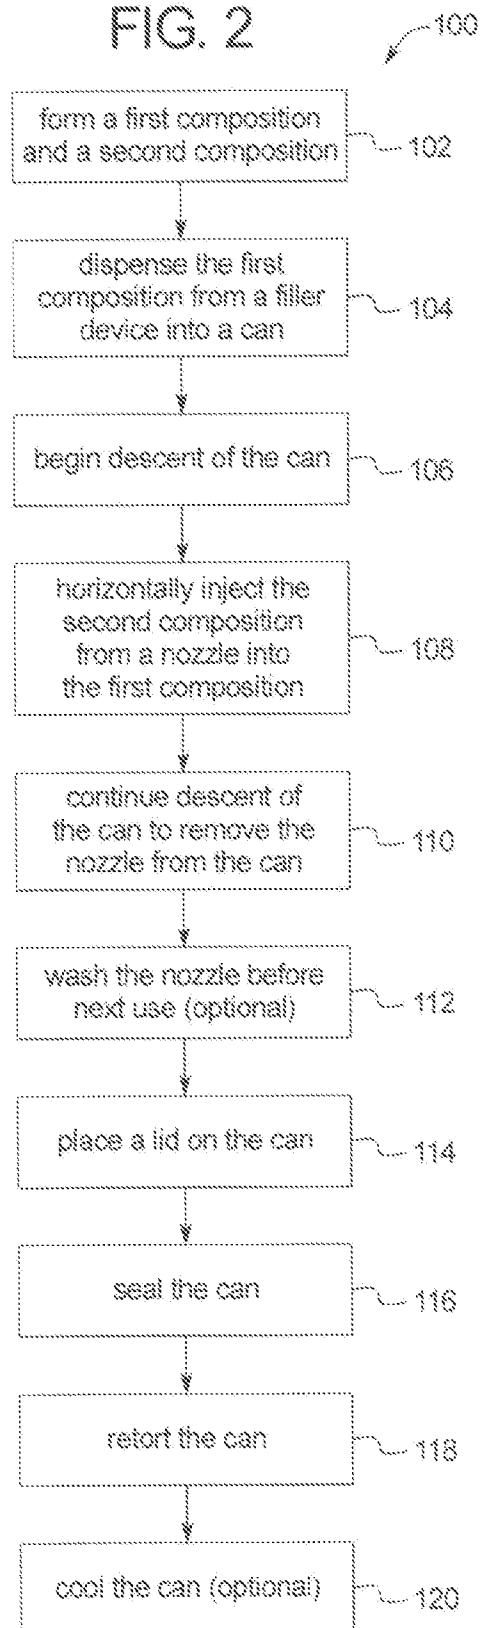 FIG. 2
100
form a first composition
and a second composition
102
dispense the first
composition from a filler
device into a can
104
begin descent of the can
106
horizontally inject the
second composition
from a nozzle into
the first composition
108
continue descent of
the can to remove the
nozzle from the can
110
wash the nozzle before
next use (optional)
112
place a lid on the can
114
seal the can
116
retort the can
118
cool the can (optional)
120